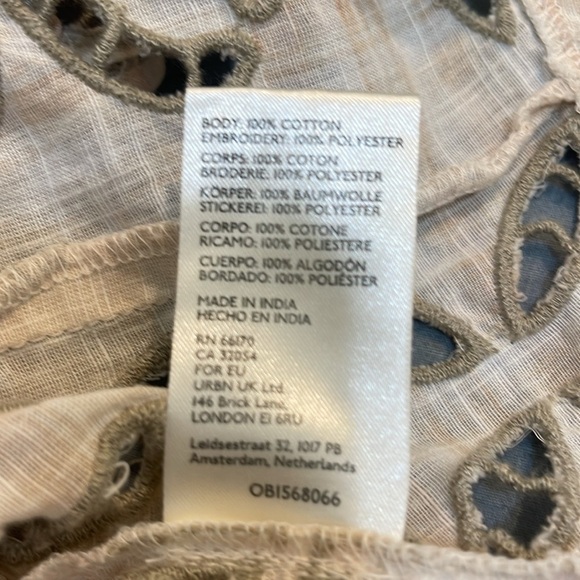 BODY: 100% COTTON
EMBROIDERY: 100% POLYESTER
CORPS: 100% COTON
BRODERIE: 100% POLYESTER
KÖRPER: 100% BAUMWOLLE
STICKEREI: 100% POLYESTER
CORPO: 100% COTONE
RICAMO: 100% POLIESTERE
CUERPO: 100% ALGODÓN
BORDADO: 100% POLIÉSTER
MADE IN INDIA
HECHO EN INDIA
RN 66170
CA 32054
FOR EU
URBN UK Ltd
146 Brick Lane,
LONDON E1 6RU
Leidsestraat 32, 1017 PB
Amsterdam, Netherlands
OB1568066